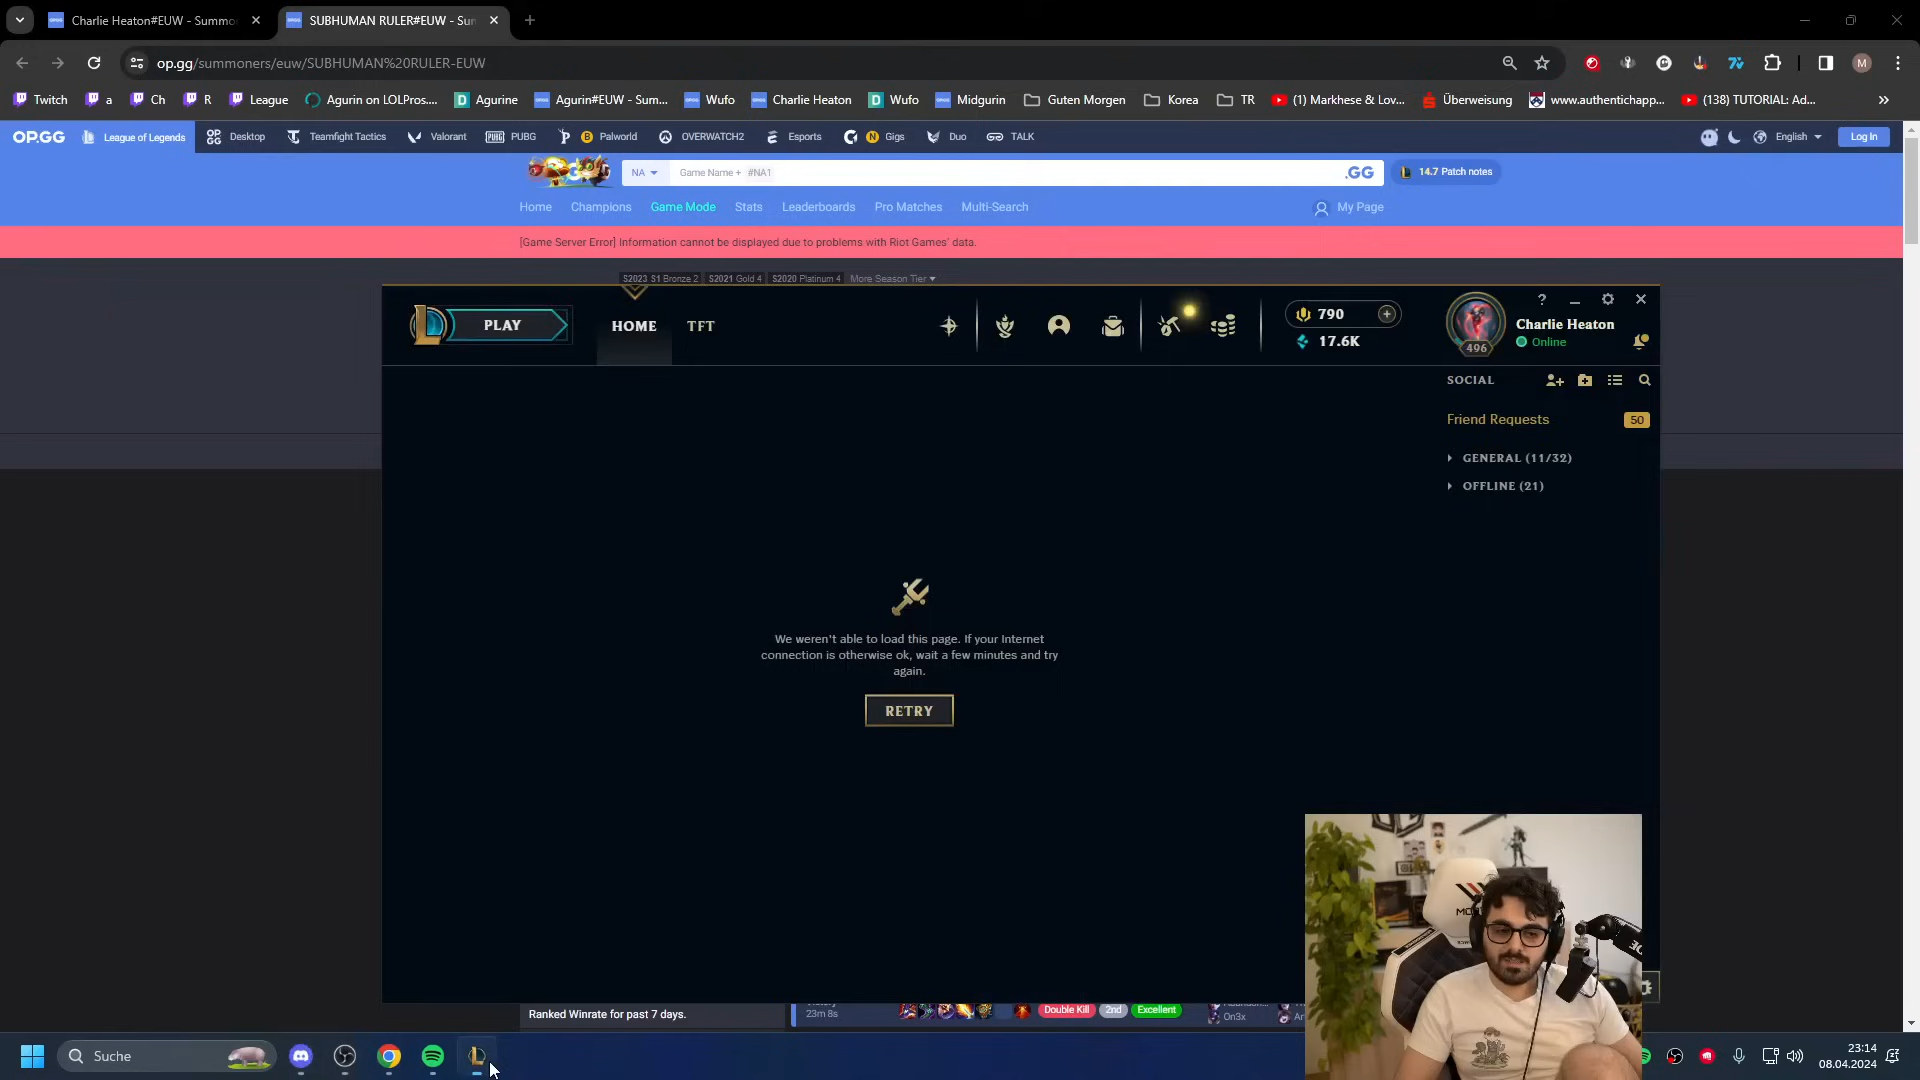 Charlie Heaton#EUW - Summo
SUBHUMAN RULER#EUW - Sum
op.gg/summoners/euw/SUBHUMAN%20RULER-EUW
M
Twitch
a
Ch
R
League
Agurin on LOLPros....
Agurine
Agurin#EUW - Sum...
Wufo
Charlie Heaton
Wufo
Midgurin
Guten Morgen
Korea
TR
(1) Markhese & Lov...
Überweisung
www.authentichapp...
(138) TUTORIAL: Ad...
OP.GG
League of Legends
OP.GG
Desktop
Teamfight Tactics
Valorant
PUBG
PUBG
B
Palworld
OVERWATCH2
Esports
N
Gigs
Duo
TALK
English
Log In
NA
Game Name + #NA1
.GG
14.7 Patch notes
Home
Champions
Game Mode
Stats
Leaderboards
Pro Matches
Multi-Search
My Page
[Game Server Error] Information cannot be displayed due to problems with Riot Games' data.
S2023 S1 Bronze 2
S2021 Gold 4
S2020 Platinum 4
More Season Tier
PLAY
HOME
TFT
790
17.6K
496
Charlie Heaton
Online
SOCIAL
Friend Requests
50
GENERAL (11/32)
OFFLINE (21)
We weren't able to load this page. If your Internet
connection is otherwise ok, wait a few minutes and try
again.
RETRY
Ranked Winrate for past 7 days.
Victory
23m 8s
Double Kill
2nd
Excellent
On3x
Suche
23:14
08.04.2024